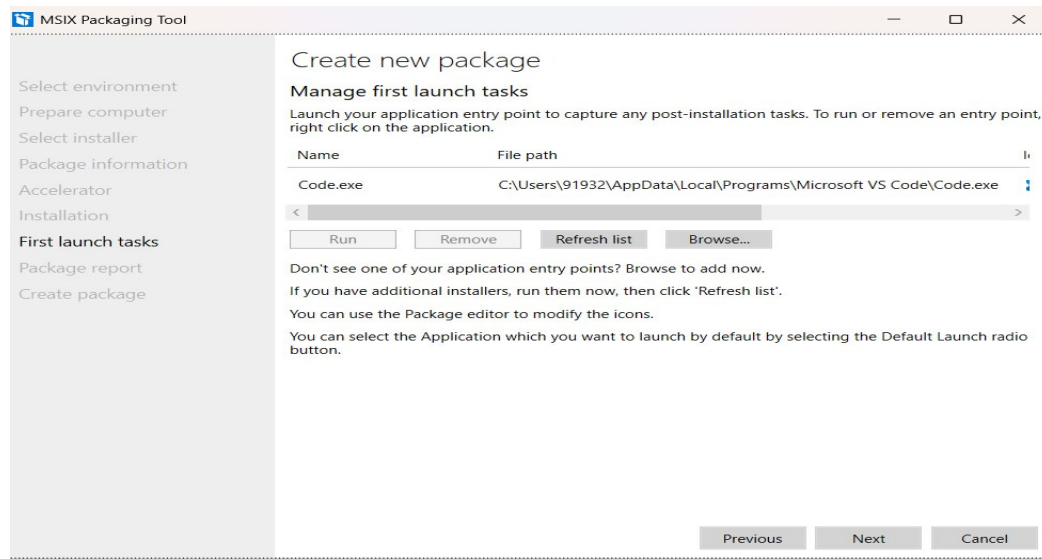 MSIX Packaging Tool
Create new package
Select environment
Prepare computer
Select installer
Package information
Accelerator
Installation
First launch tasks
Package report
Create package
Manage first launch tasks
Launch your application entry point to capture any post-installation tasks. To run or remove an entry point,
right click on the application.
Name File path
Code.exe C:\Users\91932\AppData\Local\Programs\Microsoft VS Code\Code.exe
Run Remove Refresh list Browse...
Don't see one of your application entry points? Browse to add now.
If you have additional installers, run them now, then click 'Refresh list'.
You can use the Package editor to modify the icons.
You can select the Application which you want to launch by default by selecting the Default Launch radio
button.
Previous Next Cancel